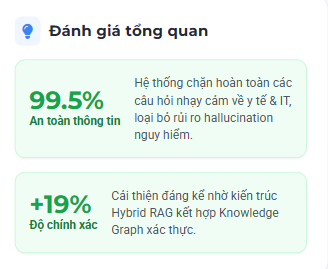 Đánh giá tổng quan
99.5%
An toàn thông tin
Hệ thống chặn hoàn toàn các
câu hỏi nhạy cảm về y tế & IT,
loại bỏ rủi ro hallucination
nguy hiểm.
+19%
Độ chính xác
Cải thiện đáng kể nhờ kiến trúc
Hybrid RAG kết hợp Knowledge
Graph xác thực.